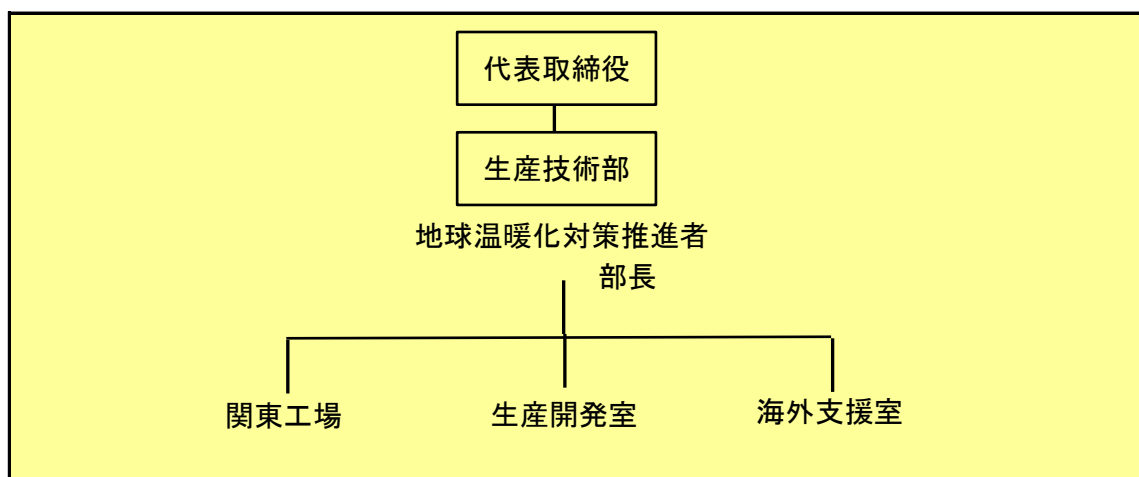 代表取締役
生産技術部
地球温暖化対策推進者
部長
関東工場
生産開発室
海外支援室